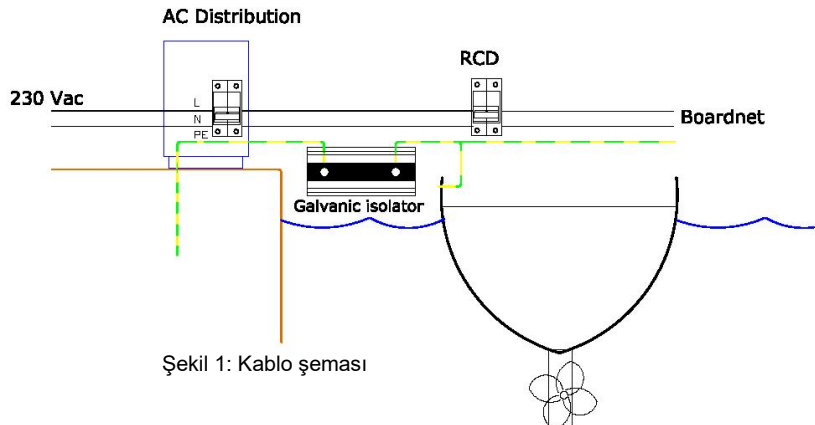 AC Distribution
RCD
230 Vac
L
N
PE
Boardnet
Galvanic isolator
Şekil 1: Kablo şeması